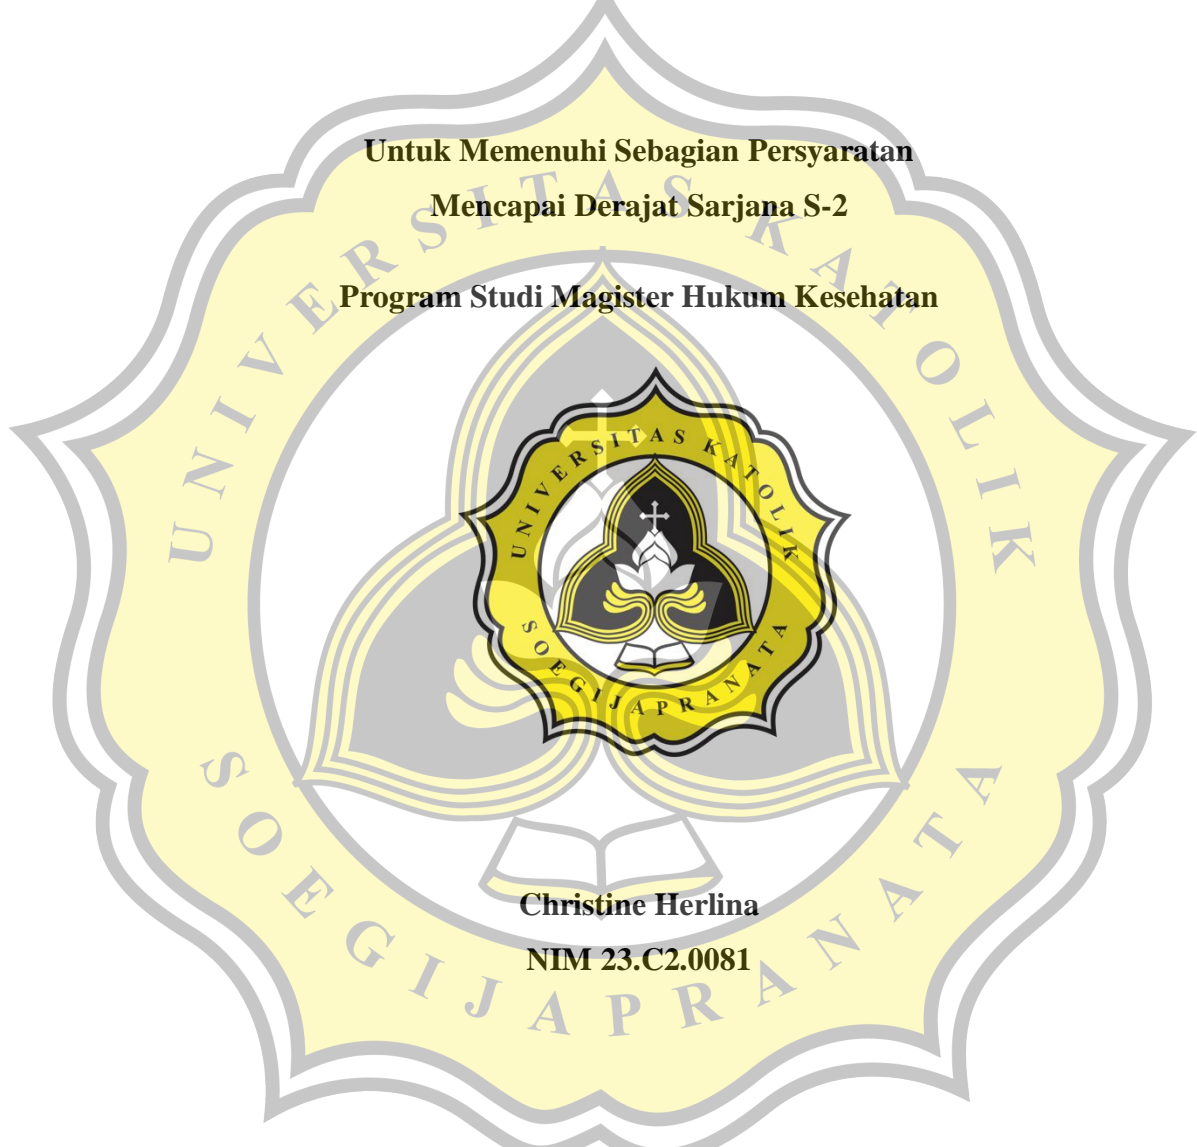 Untuk Memenuhi Sebagian Persyaratan
Mencapai Derajat Sarjana S-2
Program Studi Magister Hukum Kesehatan
UNIVERSITAS KATOLIK
SOEGIJAPRANATA
UNIVERSITAS KATOLIK
SOEGIJAPRANATA
Christine Herlina
NIM 23.C2.0081